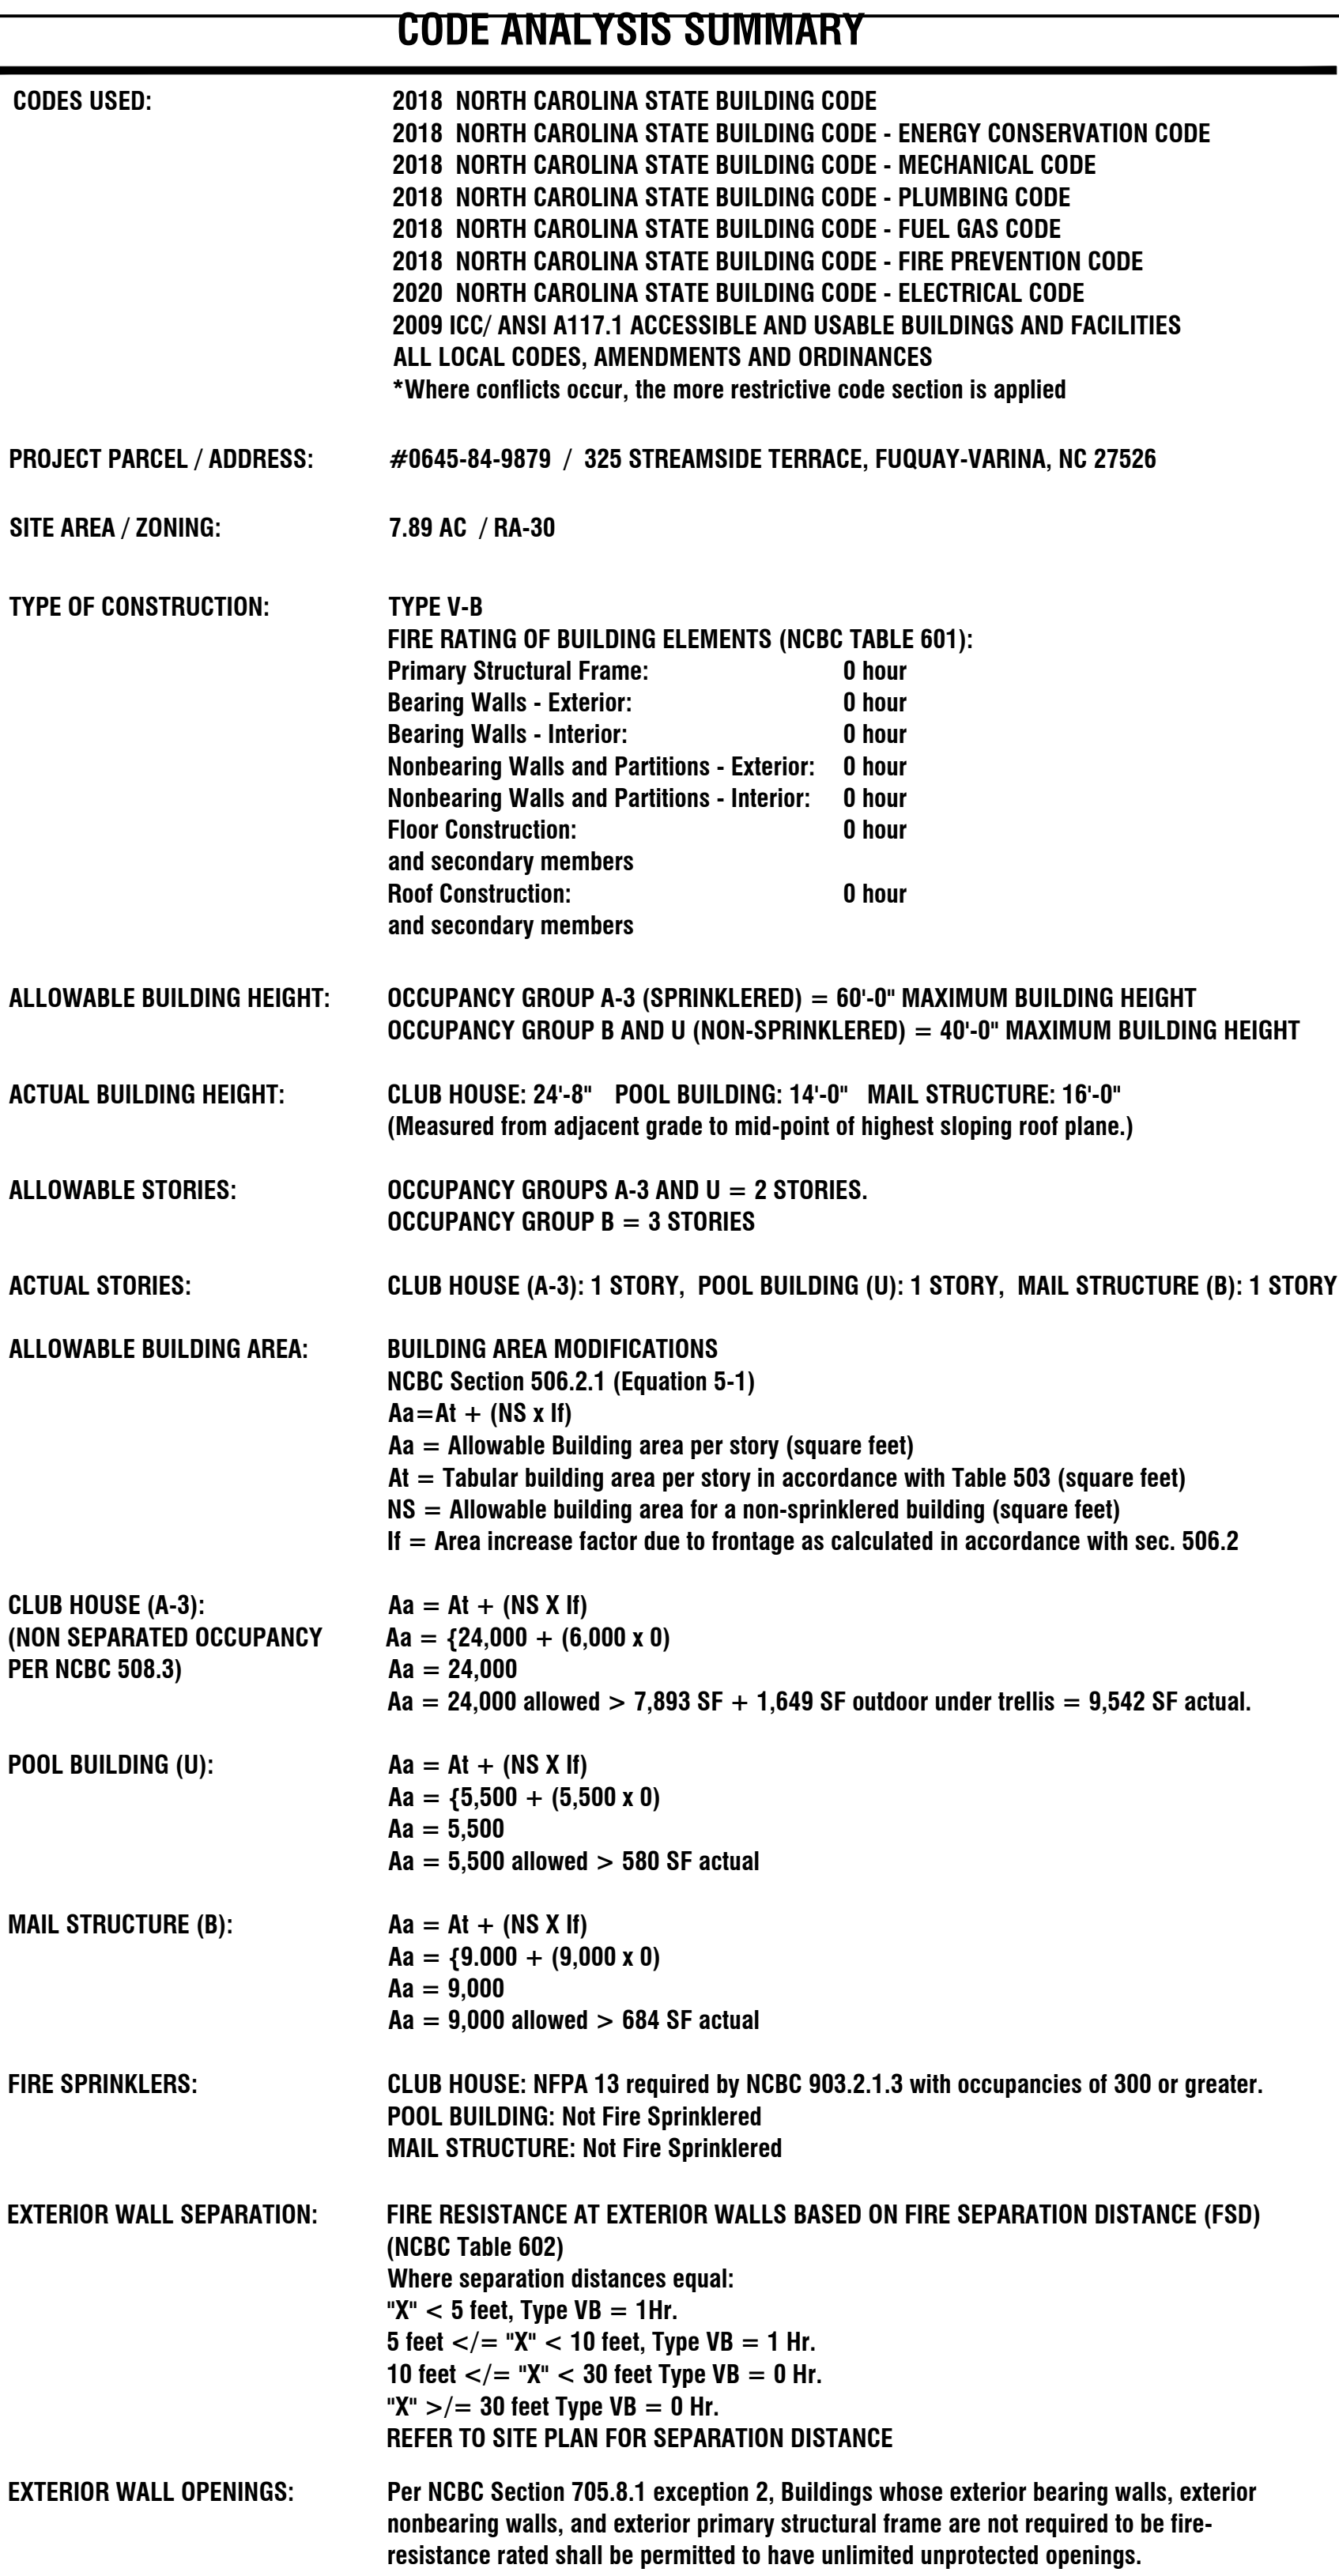 CODE ANALYSIS SUMMARY
CODES USED: 2018 NORTH CAROLINA STATE BUILDING CODE
2018 NORTH CAROLINA STATE BUILDING CODE - ENERGY CONSERVATION CODE
2018 NORTH CAROLINA STATE BUILDING CODE - MECHANICAL CODE
2018 NORTH CAROLINA STATE BUILDING CODE - PLUMBING CODE
2018 NORTH CAROLINA STATE BUILDING CODE - FUEL GAS CODE
2018 NORTH CAROLINA STATE BUILDING CODE - FIRE PREVENTION CODE
2020 NORTH CAROLINA STATE BUILDING CODE - ELECTRICAL CODE
2009 ICC/ ANSI A117.1 ACCESSIBLE AND USABLE BUILDINGS AND FACILITIES
ALL LOCAL CODES, AMENDMENTS AND ORDINANCES
*Where conflicts occur, the more restrictive code section is applied
PROJECT PARCEL / ADDRESS: #0645-84-9879 / 325 STREAMSIDE TERRACE, FUQUAY-VARINA, NC 27526
SITE AREA / ZONING: 7.89 AC / RA-30
TYPE OF CONSTRUCTION: TYPE V-B
FIRE RATING OF BUILDING ELEMENTS (NCBC TABLE 601):
Primary Structural Frame: 0 hour
Bearing Walls - Exterior: 0 hour
Bearing Walls - Interior: 0 hour
Nonbearing Walls and Partitions - Exterior: 0 hour
Nonbearing Walls and Partitions - Interior: 0 hour
Floor Construction: 0 hour
and secondary members
Roof Construction: 0 hour
and secondary members
ALLOWABLE BUILDING HEIGHT: OCCUPANCY GROUP A-3 (SPRINKLERED) = 60'-0" MAXIMUM BUILDING HEIGHT
OCCUPANCY GROUP B AND U (NON-SPRINKLERED) = 40'-0" MAXIMUM BUILDING HEIGHT
ACTUAL BUILDING HEIGHT: CLUB HOUSE: 24'-8" POOL BUILDING: 14'-0" MAIL STRUCTURE: 16'-0"
(Measured from adjacent grade to mid-point of highest sloping roof plane.)
ALLOWABLE STORIES: OCCUPANCY GROUPS A-3 AND U = 2 STORIES.
OCCUPANCY GROUP B = 3 STORIES
ACTUAL STORIES: CLUB HOUSE (A-3): 1 STORY, POOL BUILDING (U): 1 STORY, MAIL STRUCTURE (B): 1 STORY
ALLOWABLE BUILDING AREA: BUILDING AREA MODIFICATIONS
NCBC Section 506.2.1 (Equation 5-1)
Aa=At + (NS x If)
Aa = Allowable Building area per story (square feet)
At = Tabular building area per story in accordance with Table 503 (square feet)
NS = Allowable building area for a non-sprinklered building (square feet)
If = Area increase factor due to frontage as calculated in accordance with sec. 506.2
CLUB HOUSE (A-3): Aa = At + (NS X If)
(NON SEPARATED OCCUPANCY Aa = {24,000 + (6,000 x 0)
PER NCBC 508.3) Aa = 24,000
Aa = 24,000 allowed > 7,893 SF + 1,649 SF outdoor under trellis = 9,542 SF actual.
POOL BUILDING (U): Aa = At + (NS X If)
Aa = {5,500 + (5,500 x 0)
Aa = 5,500
Aa = 5,500 allowed > 580 SF actual
MAIL STRUCTURE (B): Aa = At + (NS X If)
Aa = {9.000 + (9,000 x 0)
Aa = 9,000
Aa = 9,000 allowed > 684 SF actual
FIRE SPRINKLERS: CLUB HOUSE: NFPA 13 required by NCBC 903.2.1.3 with occupancies of 300 or greater.
POOL BUILDING: Not Fire Sprinklered
MAIL STRUCTURE: Not Fire Sprinklered
EXTERIOR WALL SEPARATION: FIRE RESISTANCE AT EXTERIOR WALLS BASED ON FIRE SEPARATION DISTANCE (FSD)
(NCBC Table 602)
Where separation distances equal:
"X" < 5 feet, Type VB = 1Hr.
5 feet </= "X" < 10 feet, Type VB = 1 Hr.
10 feet </= "X" < 30 feet Type VB = 0 Hr.
"X" >/= 30 feet Type VB = 0 Hr.
REFER TO SITE PLAN FOR SEPARATION DISTANCE
EXTERIOR WALL OPENINGS: Per NCBC Section 705.8.1 exception 2, Buildings whose exterior bearing walls, exterior
nonbearing walls, and exterior primary structural frame are not required to be fire-
resistance rated shall be permitted to have unlimited unprotected openings.